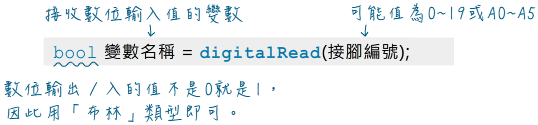 接收數位輸入值的變數
可能值為0~19或A0~A5
bool 變數名稱 = digitalRead(接腳編號);
數位輸出/入的值不是0就是1，
因此用「布林」類型即可。